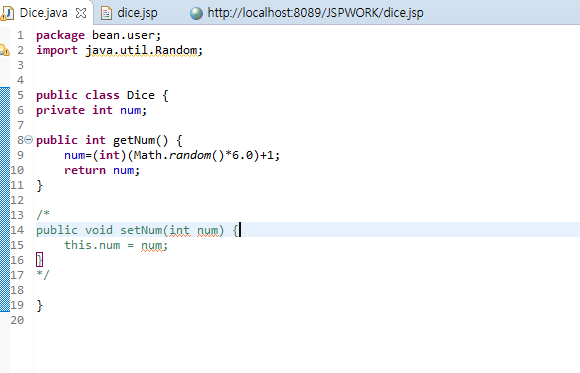 Dice.java dice.jsp http://localhost:8089/JSPWORK/dice.jsp
1 package bean.user;
2 import java.util.Random;
3
4
5 public class Dice {
6 private int num;
7
8 public int getNum() {
9 num=(int)(Math.random()*6.0)+1;
10 return num;
11 }
12
13 /*
14 public void setNum(int num) {
15 this.num = num;
16 }
17 */
18
19 }
20